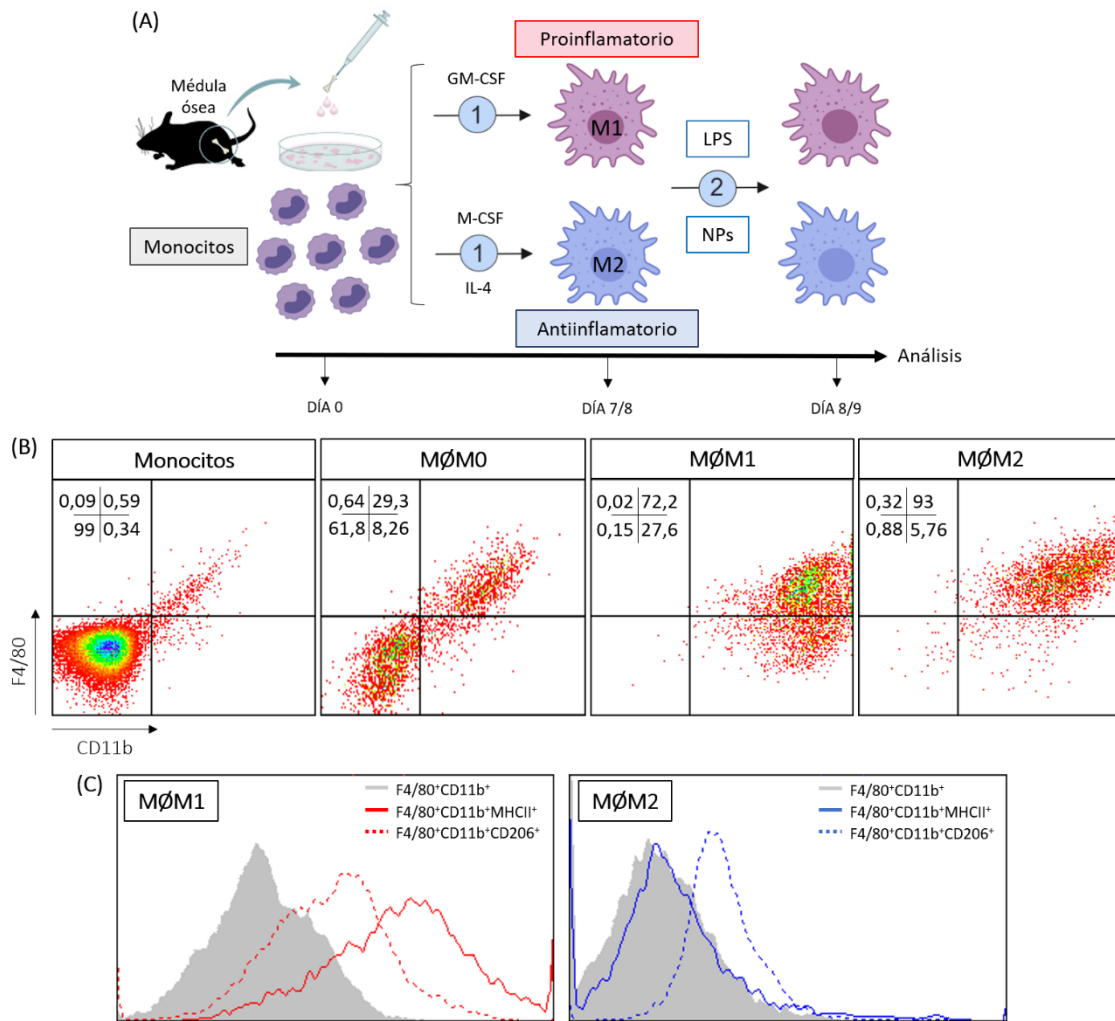 (A)
Médula
ósea
Monocitos
GM-CSF
1
M-CSF
1
IL-4
Proinflamatorio
M1
M2
Antiinflamatorio
LPS
2
NPs
Análisis
DÍA 0
DÍA 7/8
DÍA 8/9
(B)
Monocitos
0,09 0,59
99 0,34
MØM0
0,64 29,3
61,8 8,26
MØM1
0,02 72,2
0,15 27,6
MØM2
0,32 93
0,88 5,76
F4/80
CD11b
(C)
MØM1
F4/80⁺CD11b⁺
F4/80⁺CD11b⁺MHCII⁺
F4/80⁺CD11b⁺CD206⁺
MØM2
F4/80⁺CD11b⁺
F4/80⁺CD11b⁺MHCII⁺
F4/80⁺CD11b⁺CD206⁺